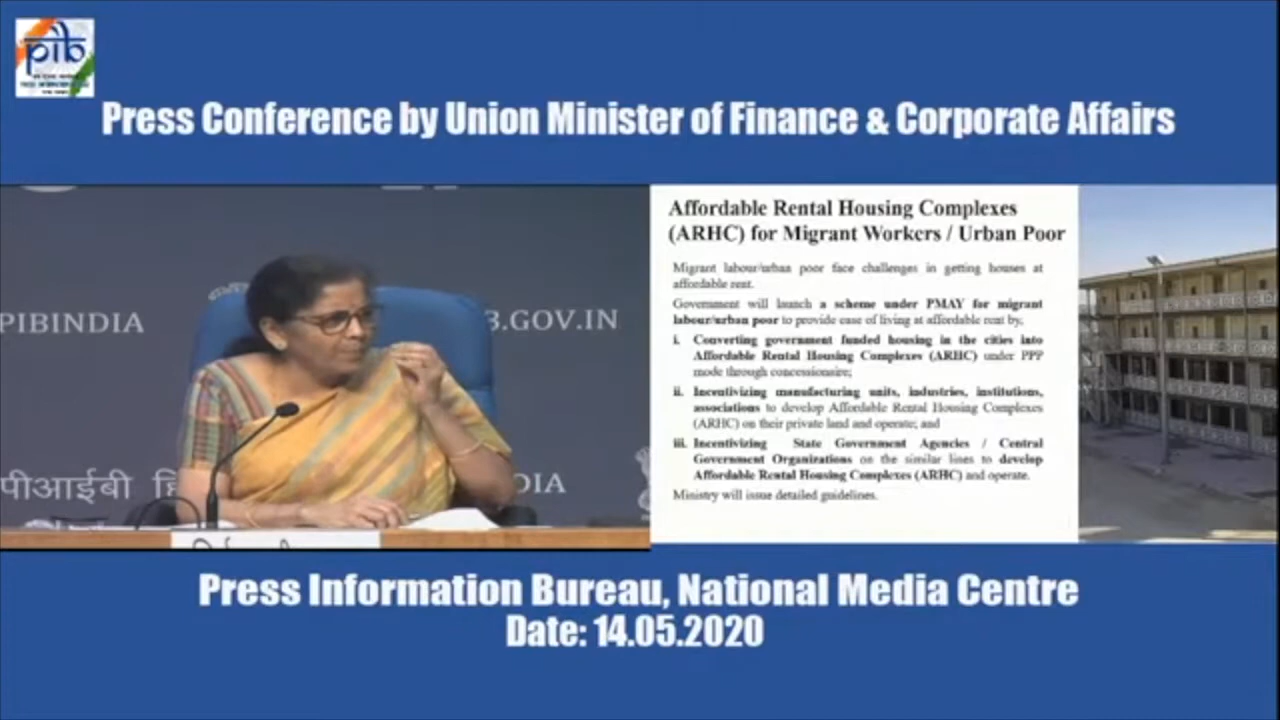 pib
Press Conference by Union Minister of Finance & Corporate Affairs
PIBINDIA
B.GOV.IN
पीआईबी
DIA
Affordable Rental Housing Complexes
(ARHC) for Migrant Workers / Urban Poor
Migrant labour/urban poor face challenges in getting houses at
affordable rent.
Government will launch a scheme under PMAY for migrant
labour/urban poor to provide ease of living at affordable rent by,
i. Converting government funded housing in the cities into
Affordable Rental Housing Complexes (ARHC) under PPP
mode through concessionaire;
ii. Incentivizing manufacturing units, industries, institutions,
associations to develop Affordable Rental Housing Complexes
(ARHC) on their private land and operate; and
iii. Incentivizing State Government Agencies / Central
Government Organizations on the similar lines to develop
Affordable Rental Housing Complexes (ARHC) and operate.
Ministry will issue detailed guidelines.
Press Information Bureau, National Media Centre
Date: 14.05.2020